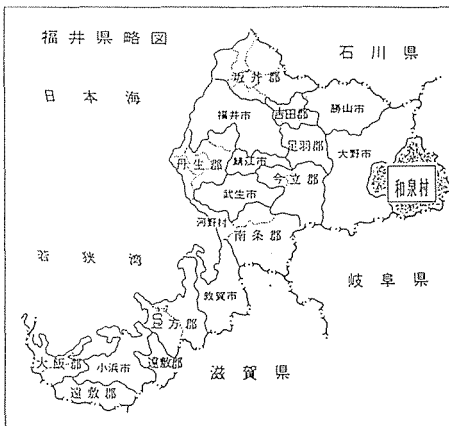 福井県略図
石川県
日本海
坂井郡
福井市
吉田郡
勝山市
足羽郡
大野市
丹生郡
鯖江市
今立郡
和泉村
武生市
河野村
南条郡
若狭湾
岐阜県
敦賀市
三方郡
大飯郡
小浜市
遠敷郡
滋賀県
遠敷郡